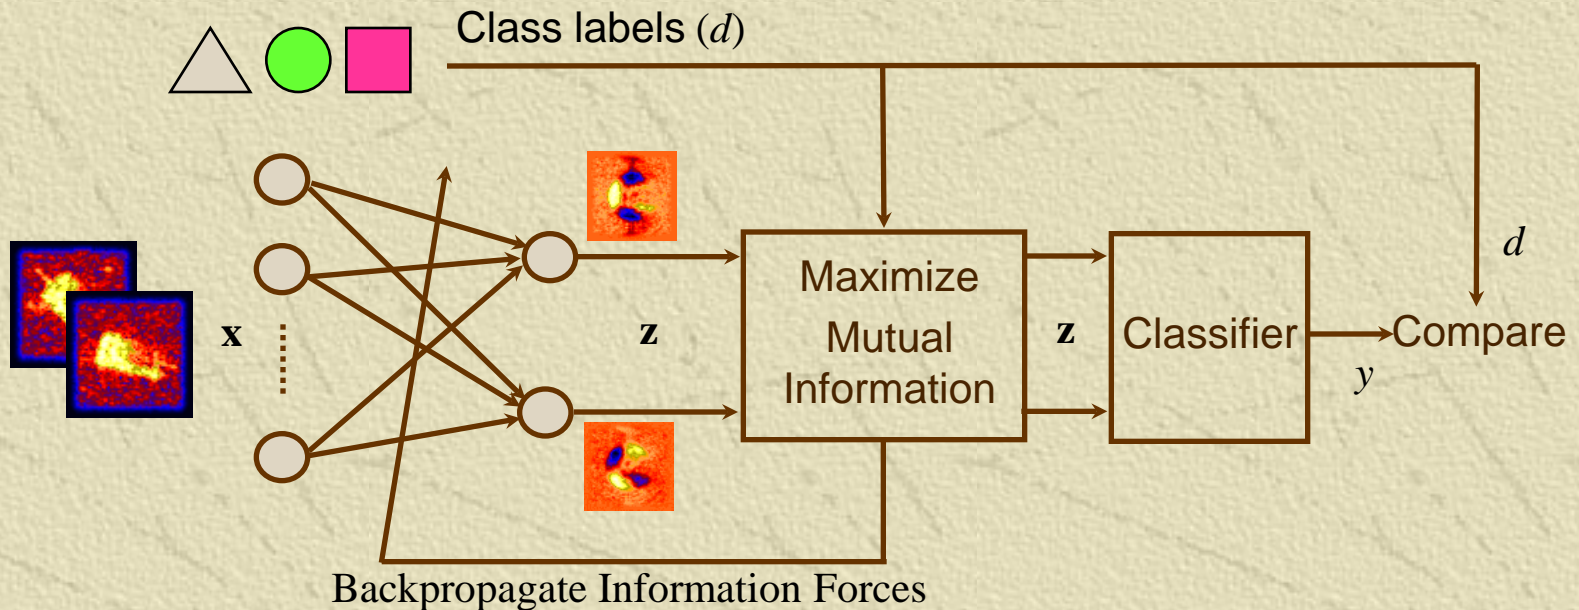 Class labels (d)
x
z
Maximize
Mutual
Information
z
Classifier
y
d
Compare
Backpropagate Information Forces